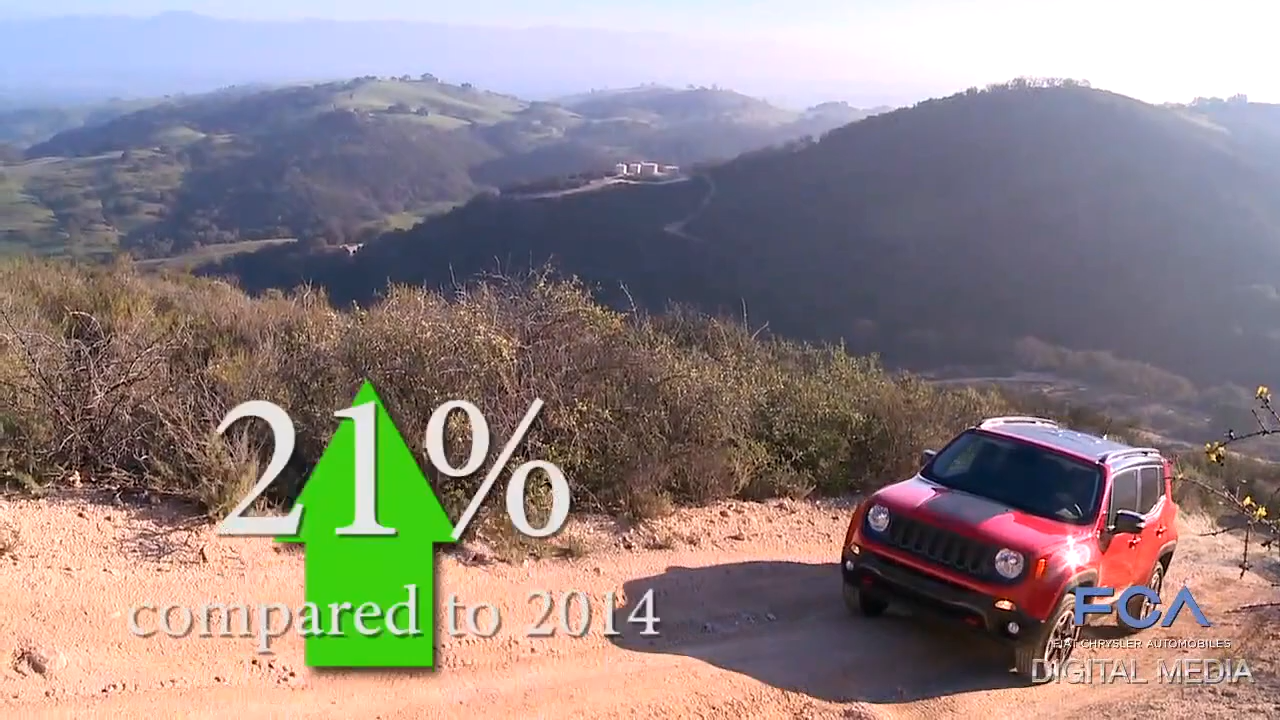 21%
compared to 2014
FCA
FIAT CHRYSLER AUTOMOBILES
DIGITAL MEDIA